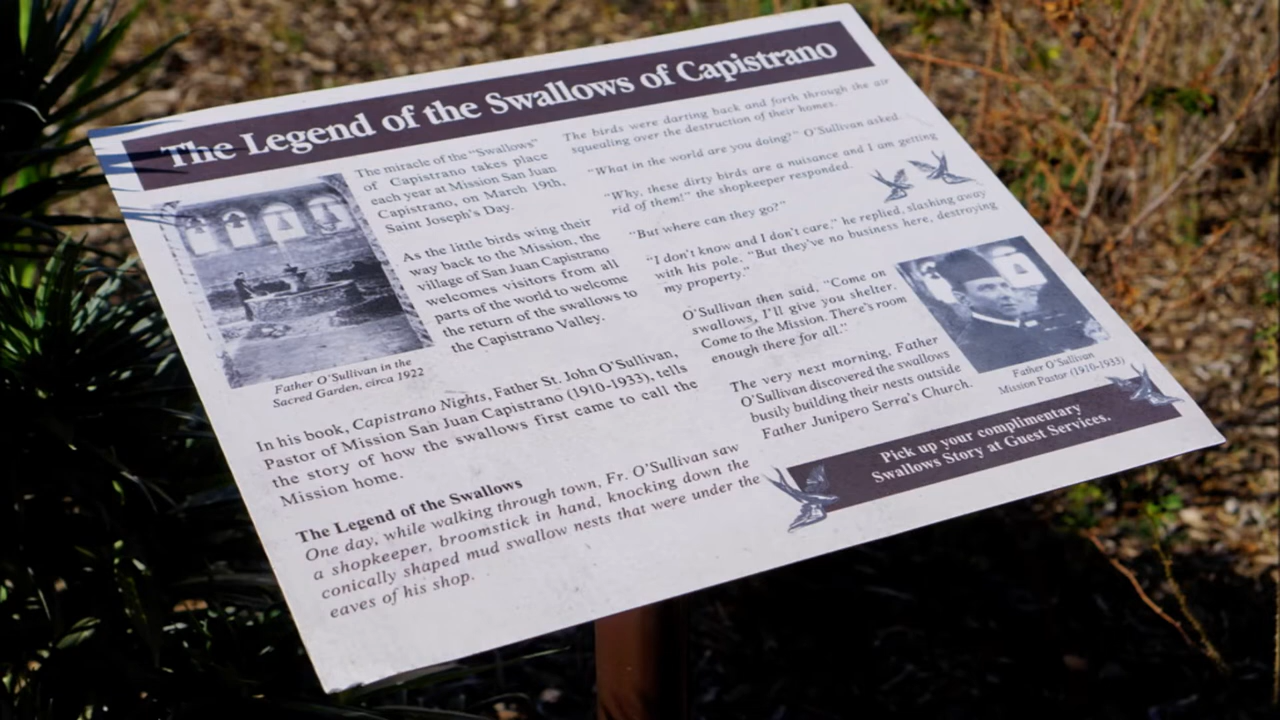 The Legend of the Swallows of Capistrano
The miracle of the "Swallows"
of Capistrano takes place
each year at Mission San Juan
Capistrano, on March 19th,
Saint Joseph's Day.
As the little birds wing their
way back to the Mission, the
village of San Juan Capistrano
welcomes visitors from all
parts of the world to welcome
the return of the swallows to
the Capistrano Valley.
Father O'Sullivan in the
Sacred Garden, circa 1922
In his book, Capistrano Nights, Father St. John O'Sullivan,
Pastor of Mission San Juan Capistrano (1910-1933), tells
the story of how the swallows first came to call the
Mission home.
The Legend of the Swallows
One day, while walking through town, Fr. O'Sullivan saw
a shopkeeper, broomstick in hand, knocking down the
conically shaped mud swallow nests that were under the
eaves of his shop.
The birds were darting back and forth through the air
squealing over the destruction of their homes.
"What in the world are you doing?" O'Sullivan asked.
"Why, these dirty birds are a nuisance and I am getting
rid of them!" the shopkeeper responded.
"But where can they go?"
"I don't know and I don't care," he replied, slashing away
with his pole. "But they've no business here, destroying
my property."
O'Sullivan then said, "Come on
swallows, I'll give you shelter.
Come to the Mission. There's room
enough there for all."
The very next morning, Father
O'Sullivan discovered the swallows
busily building their nests outside
Father Junipero Serra's Church.
Father O'Sullivan
Mission Pastor (1910-1933)
Pick up your complimentary
Swallows Story at Guest Services.